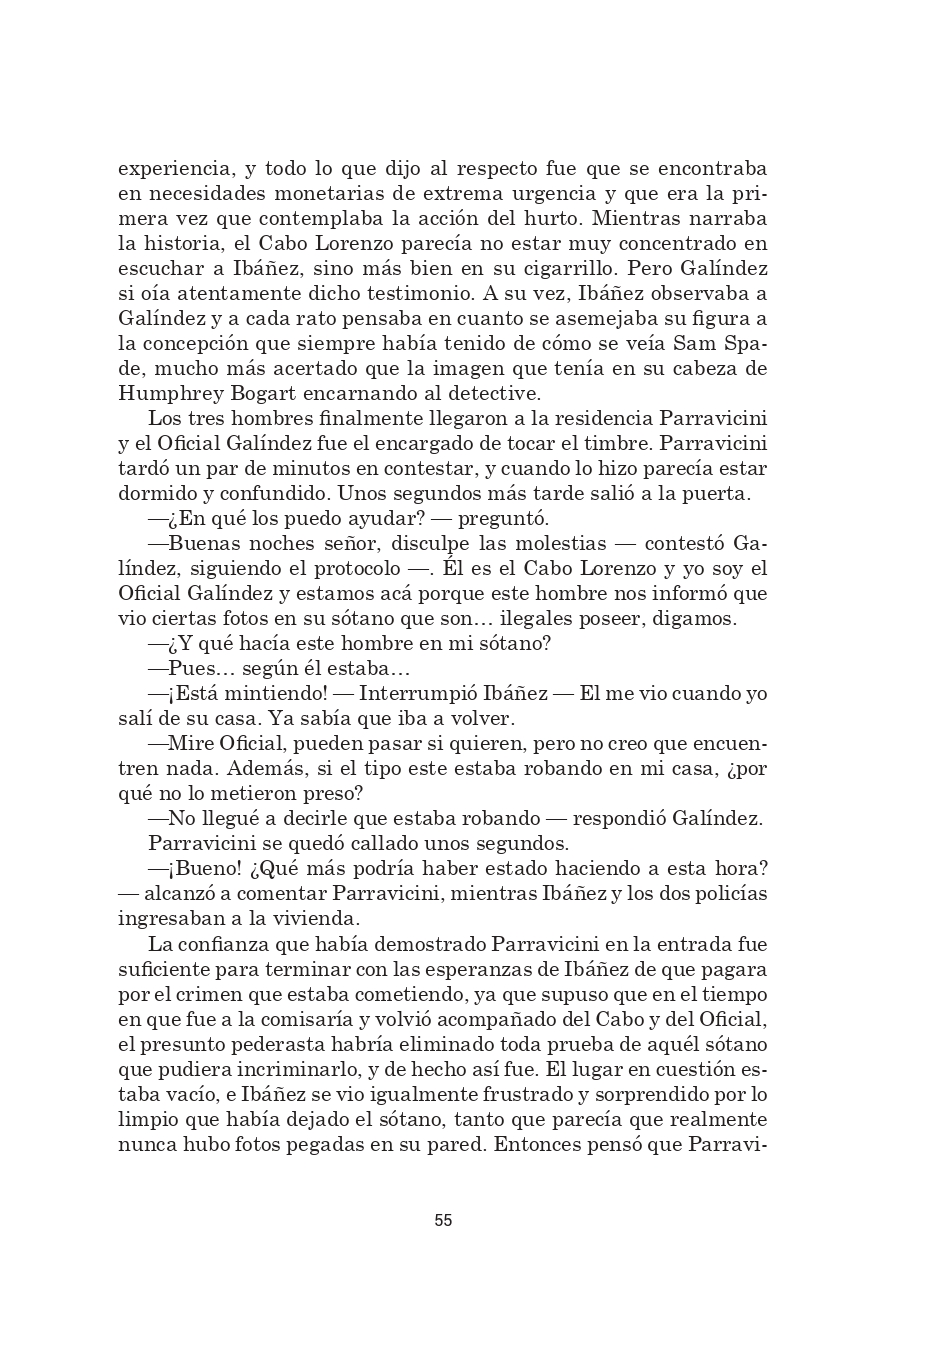 experiencia, y todo lo que dijo al respecto fue que se encontraba
en necesidades monetarias de extrema urgencia y que era la pri-
mera vez que contemplaba la acción del hurto. Mientras narraba
la historia, el Cabo Lorenzo parecía no estar muy concentrado en
escuchar a Ibáñez, sino más bien en su cigarrillo. Pero Galíndez
si oía atentamente dicho testimonio. A su vez, Ibáñez observaba a
Galíndez y a cada rato pensaba en cuanto se asemejaba su figura a
la concepción que siempre había tenido de cómo se veía Sam Spa-
de, mucho más acertado que la imagen que tenía en su cabeza de
Humphrey Bogart encarnando al detective.
Los tres hombres finalmente llegaron a la residencia Parravicini
y el Oficial Galíndez fue el encargado de tocar el timbre. Parravicini
tardó un par de minutos en contestar, y cuando lo hizo parecía estar
dormido y confundido. Unos segundos más tarde salió a la puerta.
—¿En qué los puedo ayudar? — preguntó.
—Buenas noches señor, disculpe las molestias — contestó Ga-
líndez, siguiendo el protocolo —. Él es el Cabo Lorenzo y yo soy el
Oficial Galíndez y estamos acá porque este hombre nos informó que
vio ciertas fotos en su sótano que son… ilegales poseer, digamos.
—¿Y qué hacía este hombre en mi sótano?
—Pues… según él estaba…
—¡Está mintiendo! — Interrumpió Ibáñez — El me vio cuando yo
salí de su casa. Ya sabía que iba a volver.
—Mire Oficial, pueden pasar si quieren, pero no creo que encuen-
tren nada. Además, si el tipo este estaba robando en mi casa, ¿por
qué no lo metieron preso?
—No llegué a decirle que estaba robando — respondió Galíndez.
Parravicini se quedó callado unos segundos.
—¡Bueno! ¿Qué más podría haber estado haciendo a esta hora?
— alcanzó a comentar Parravicini, mientras Ibáñez y los dos policías
ingresaban a la vivienda.
La confianza que había demostrado Parravicini en la entrada fue
suficiente para terminar con las esperanzas de Ibáñez de que pagara
por el crimen que estaba cometiendo, ya que supuso que en el tiempo
en que fue a la comisaría y volvió acompañado del Cabo y del Oficial,
el presunto pederasta habría eliminado toda prueba de aquél sótano
que pudiera incriminarlo, y de hecho así fue. El lugar en cuestión es-
taba vacío, e Ibáñez se vio igualmente frustrado y sorprendido por lo
limpio que había dejado el sótano, tanto que parecía que realmente
nunca hubo fotos pegadas en su pared. Entonces pensó que Parravi-
55